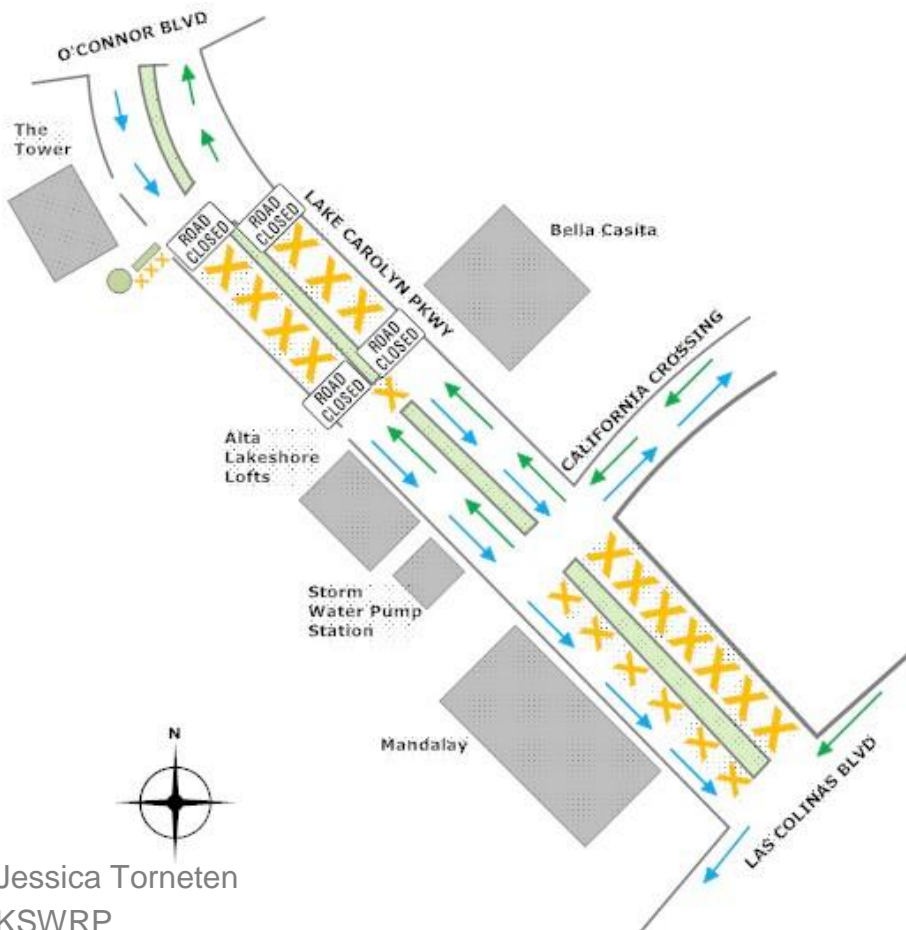 O'CONNOR BLVD
The
Tower
ROAD
CLOSED
ROAD
CLOSED
LAKE CAROLYN PKWY
Bella Casita
ROAD
CLOSED
ROAD
CLOSED
CALIFORNIA CROSSING
Alta
Lakeshore
Lofts
Storm
Water Pump
Station
Mandalay
LAS COLINAS BLVD
N
Jessica Torneten
KSWRP